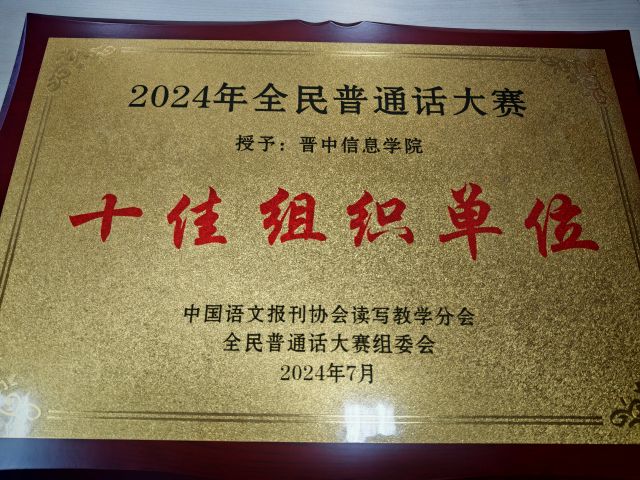 2024年全民普通话大赛
授予：晋中信息学院
十佳组织单位
中国语文报刊协会读写教学分会
全民普通话大赛组委会
2024年7月